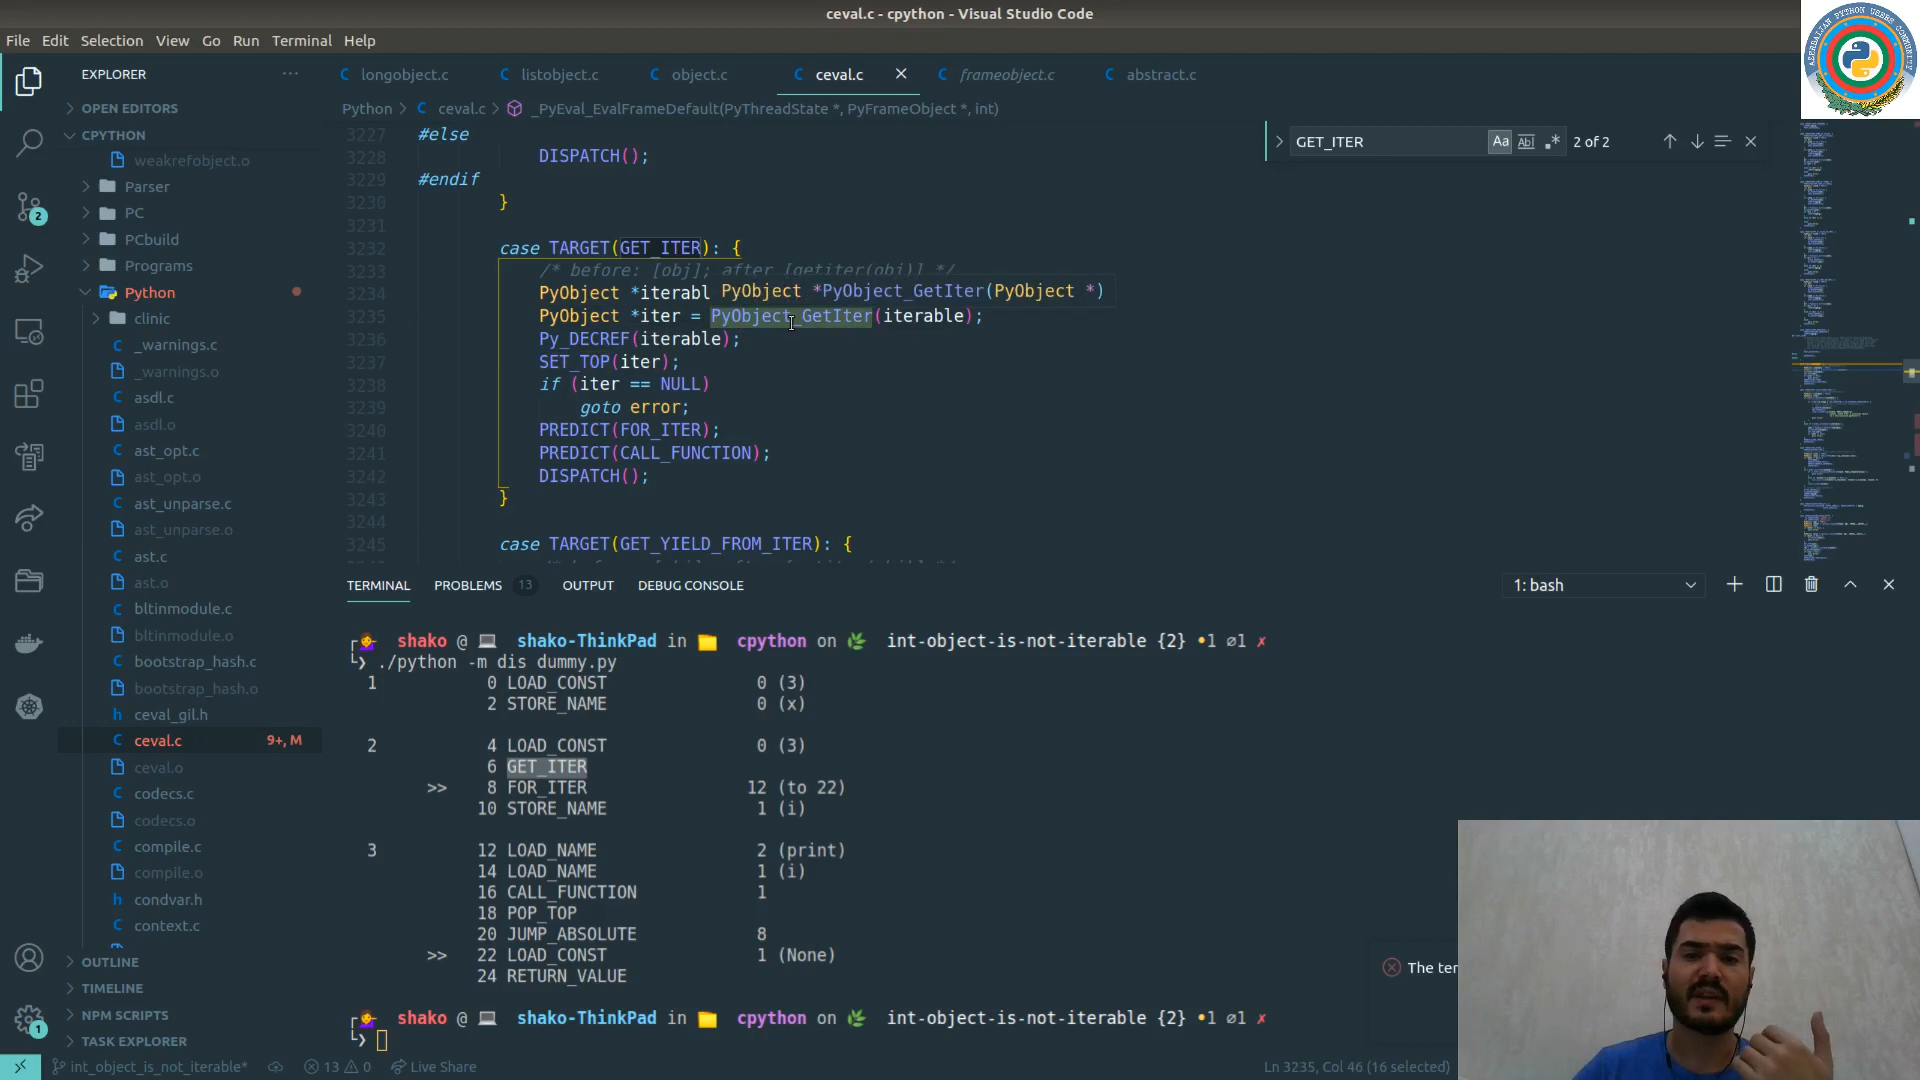 ceval.c - cpython - Visual Studio Code
File Edit Selection View Go Run Terminal Help
AZERBAIJAN PYTHON USERS COMMUNITY
EXPLORER
longobject.c listobject.c object.c ceval.c frameobject.c abstract.c
OPEN EDITORS
CPYTHON
weakrefobject.o
Parser
PC
PCbuild
Programs
Python
clinic
_warnings.c
_warnings.o
asdl.c
asdl.o
ast_opt.c
ast_opt.o
ast_unparse.c
ast_unparse.o
ast.c
ast.o
bltinmodule.c
bltinmodule.o
bootstrap_hash.c
bootstrap_hash.o
ceval_gil.h
ceval.c 9+, M
ceval.o
codecs.c
codecs.o
compile.c
compile.o
condvar.h
context.c
OUTLINE
TIMELINE
NPM SCRIPTS
TASK EXPLORER
2
1
Python > ceval.c > _PyEval_EvalFrameDefault(PyThreadState *, PyFrameObject *, int)
GET_ITER Aa Abl .* 2 of 2
3227 #else
3228 DISPATCH();
3229 #endif
3230 }
3231
3232 case TARGET(GET_ITER): {
3233 /* before: [obj]; after [getiter(obj)] */
3234 PyObject *iterabl PyObject *PyObject_GetIter(PyObject *)
3235 PyObject *iter = PyObject_GetIter(iterable);
3236 Py_DECREF(iterable);
3237 SET_TOP(iter);
3238 if (iter == NULL)
3239 goto error;
3240 PREDICT(FOR_ITER);
3241 PREDICT(CALL_FUNCTION);
3242 DISPATCH();
3243 }
3244
3245 case TARGET(GET_YIELD_FROM_ITER): {
TERMINAL PROBLEMS 13 OUTPUT DEBUG CONSOLE 1: bash
shako @ shako-ThinkPad in cpython on int-object-is-not-iterable {2} •1 ⌀1 ✗
❯ ./python -m dis dummy.py
1 0 LOAD_CONST 0 (3)
2 STORE_NAME 0 (x)
2 4 LOAD_CONST 0 (3)
6 GET_ITER
>> 8 FOR_ITER 12 (to 22)
10 STORE_NAME 1 (i)
3 12 LOAD_NAME 2 (print)
14 LOAD_NAME 1 (i)
16 CALL_FUNCTION 1
18 POP_TOP
20 JUMP_ABSOLUTE 8
>> 22 LOAD_CONST 1 (None)
24 RETURN_VALUE
shako @ shako-ThinkPad in cpython on int-object-is-not-iterable {2} •1 ⌀1 ✗
❯
The ter
int_object_is_not_iterable* 13 0 Live Share Ln 3235, Col 46 (16 selected)